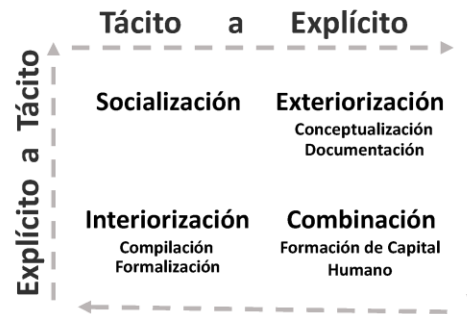 Tácito a Explícito
Explícito a Tácito
Socialización
Exteriorización
Conceptualización
Documentación
Interiorización
Compilación
Formalización
Combinación
Formación de Capital
Humano